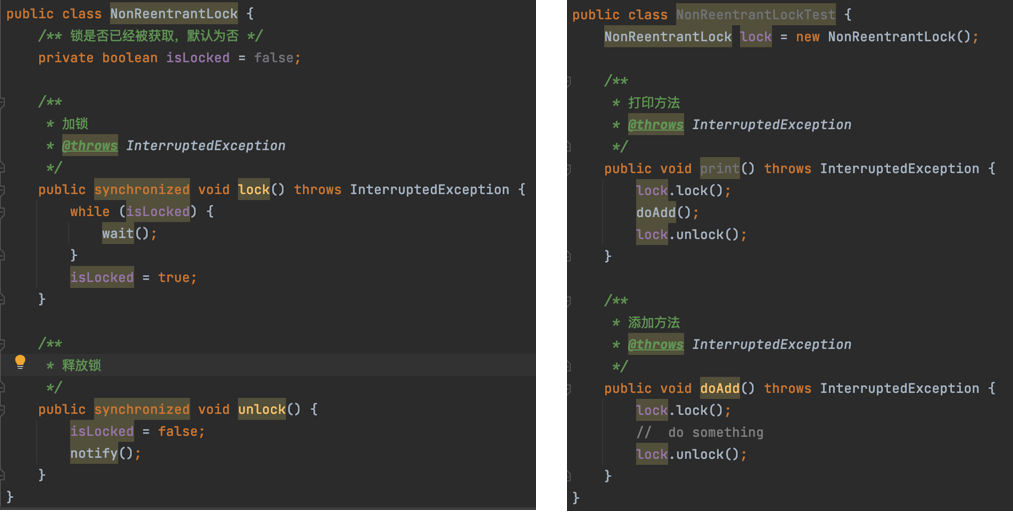 public class NonReentrantLock {
/** 锁是否已经被获取，默认为否 */
private boolean isLocked = false;
/**
* 加锁
* @throws InterruptedException
*/
public synchronized void lock() throws InterruptedException {
while (isLocked) {
wait();
}
isLocked = true;
}
/**
* 释放锁
*/
public synchronized void unlock() {
isLocked = false;
notify();
}
}
public class NonReentrantLockTest {
NonReentrantLock lock = new NonReentrantLock();
/**
* 打印方法
* @throws InterruptedException
*/
public void print() throws InterruptedException {
lock.lock();
doAdd();
lock.unlock();
}
/**
* 添加方法
* @throws InterruptedException
*/
public void doAdd() throws InterruptedException {
lock.lock();
//  do something
lock.unlock();
}
}